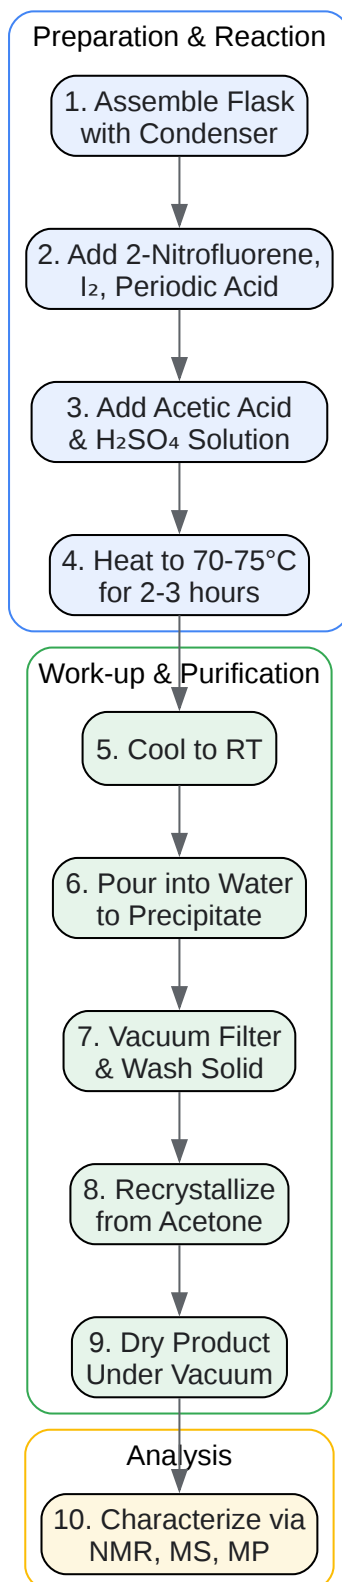 Preparation & Reaction
1. Assemble Flask
with Condenser
2. Add 2-Nitrofluorene,
I₂, Periodic Acid
3. Add Acetic Acid
& H₂SO₄ Solution
4. Heat to 70-75°C
for 2-3 hours
Work-up & Purification
5. Cool to RT
6. Pour into Water
to Precipitate
7. Vacuum Filter
& Wash Solid
8. Recrystallize
from Acetone
9. Dry Product
Under Vacuum
Analysis
10. Characterize via
NMR, MS, MP